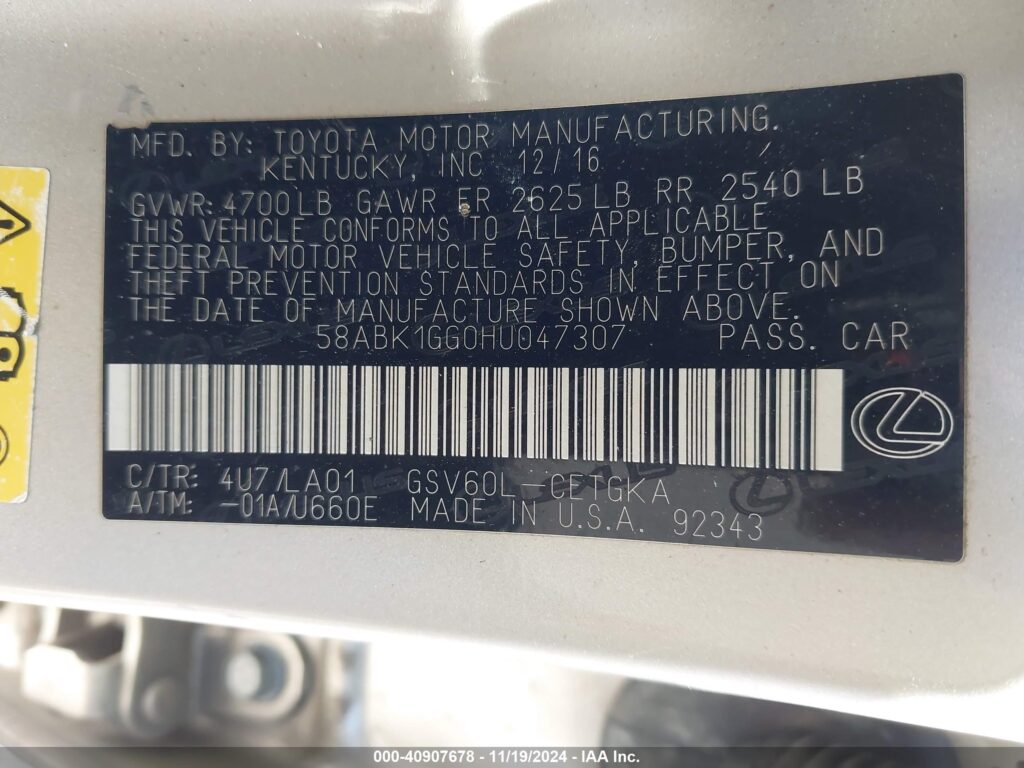 MFD. BY: TOYOTA MOTOR MANUFACTURING.
KENTUCKY, INC 12/16
GVWR: 4700LB GAWR FR 2625LB RR 2540 LB
THIS VEHICLE CONFORMS TO ALL APPLICABLE
FEDERAL MOTOR VEHICLE SAFETY, BUMPER, AND
THEFT PREVENTION STANDARDS IN EFFECT ON
THE DATE OF MANUFACTURE SHOWN ABOVE.
58ABK1GG0HU047307 PASS. CAR
C/TR: 4U7/LA01 GSV60L-CETGKA
A/TM: -01A/U660E MADE IN U.S.A. 92343
000-40907678 - 11/19/2024 - IAA Inc.